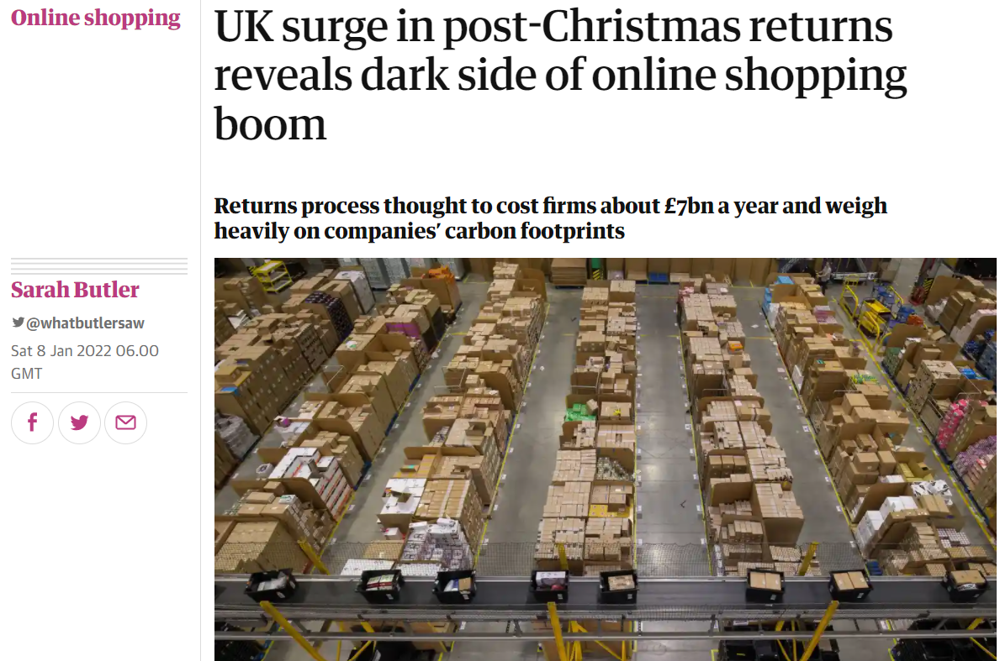 Online shopping
UK surge in post-Christmas returns
reveals dark side of online shopping
boom
Returns process thought to cost firms about £7bn a year and weigh
heavily on companies’ carbon footprints
Sarah Butler
@whatbutlersaw
Sat 8 Jan 2022 06.00
GMT